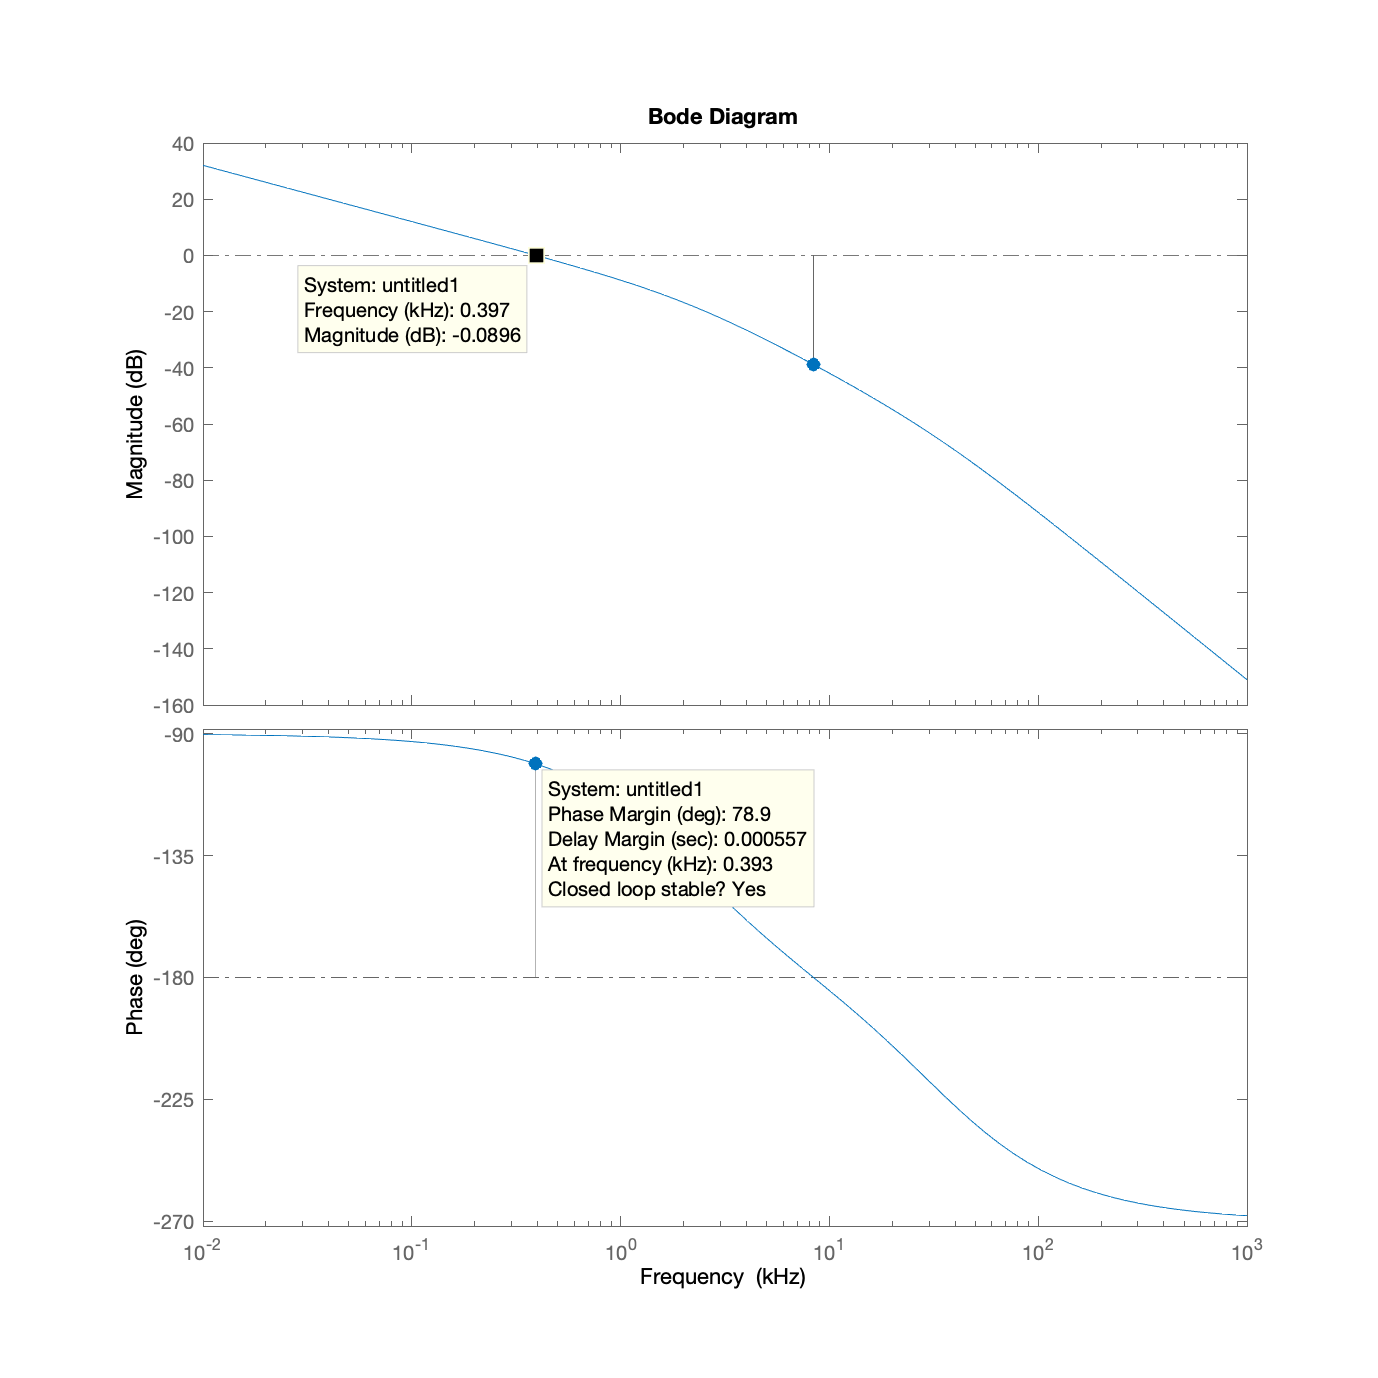 Bode Diagram
40
20
0
-20
-40
-60
-80
-100
-120
-140
-160
Magnitude (dB)
System: untitled1
Frequency (kHz): 0.397
Magnitude (dB): -0.0896
-90
-135
-180
-225
-270
Phase (deg)
System: untitled1
Phase Margin (deg): 78.9
Delay Margin (sec): 0.000557
At frequency (kHz): 0.393
Closed loop stable? Yes
10^-2 10^-1 10^0 10^1 10^2 10^3
Frequency (kHz)